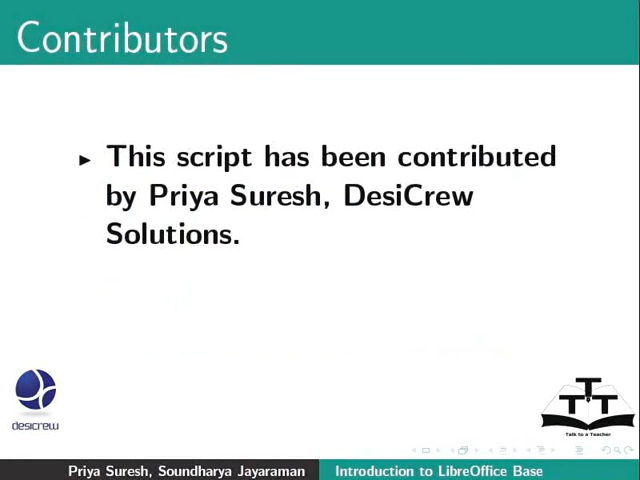 Contributors
This script has been contributed
by Priya Suresh, DesiCrew
Solutions.
desicrew
T
T T
Talk to a Teacher
Priya Suresh, Soundharya Jayaraman
Introduction to LibreOffice Base